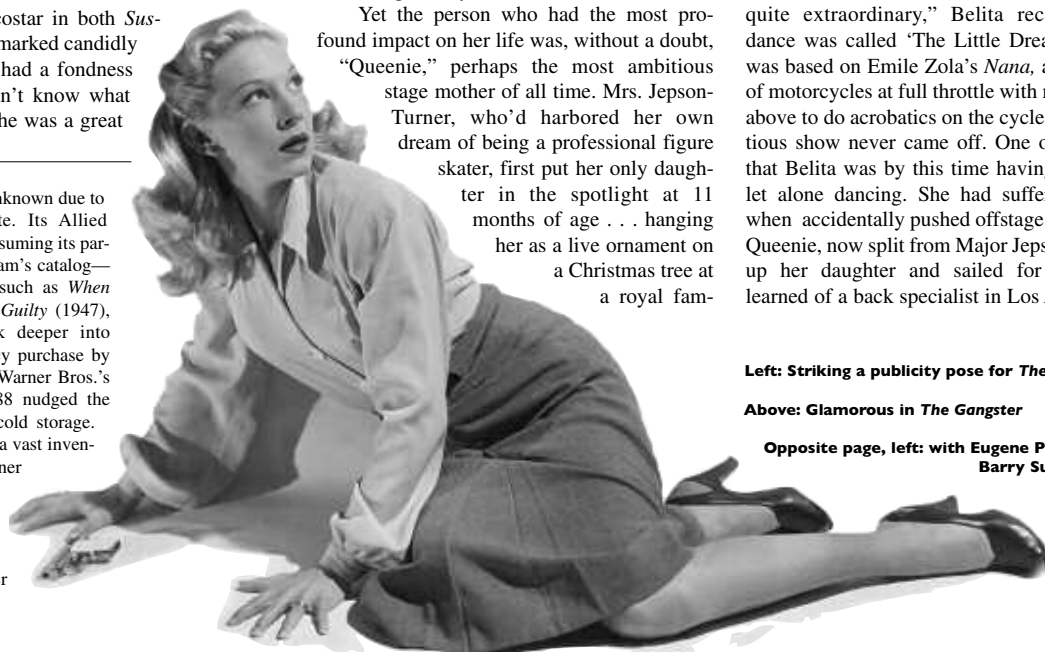 costar in both Sus-
marked candidly
had a fondness
n't know what
he was a great
known due to
te. Its Allied
suming its par-
am's catalog—
such as When
Guilty (1947),
k deeper into
y purchase by
Warner Bros.'s
88 nudged the
cold storage.
a vast inven-
ner
er
Yet the person who had the most pro-
found impact on her life was, without a doubt,
“Queenie,” perhaps the most ambitious
stage mother of all time. Mrs. Jepson-
Turner, who’d harbored her own
dream of being a professional figure
skater, first put her only daugh-
ter in the spotlight at 11
months of age . . . hanging
her as a live ornament on
a Christmas tree at
a royal fam-
quite extraordinary,” Belita rec
dance was called ‘The Little Drea
was based on Emile Zola’s Nana, a
of motorcycles at full throttle with
above to do acrobatics on the cycle
tious show never came off. One o
that Belita was by this time having
let alone dancing. She had suffe
when accidentally pushed offstage
Queenie, now split from Major Jeps
up her daughter and sailed for
learned of a back specialist in Los
Left: Striking a publicity pose for The
Above: Glamorous in The Gangster
Opposite page, left: with Eugene P
Barry Su